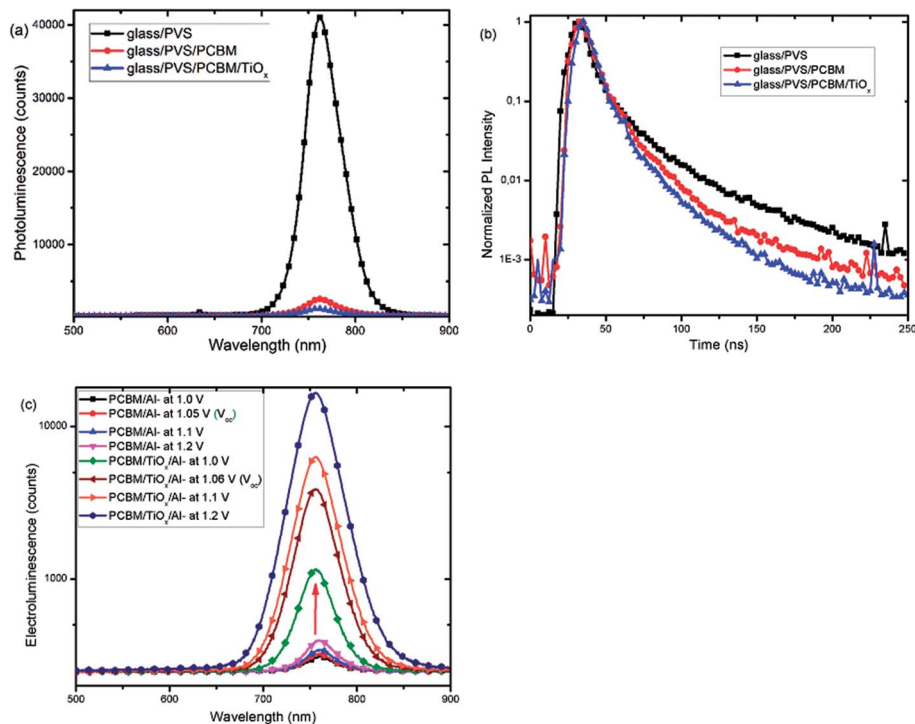 (a)
glass/PVS
glass/PVS/PCBM
glass/PVS/PCBM/TiOx
Photoluminescence (counts)
40000
30000
20000
10000
500 600 700 800 900
Wavelength (nm)
(b)
glass/PVS
glass/PVS/PCBM
glass/PVS/PCBM/TiOx
Normalized PL Intensity
1
0,1
0,01
1E-3
0 50 100 150 200 250
Time (ns)
(c)
PCBM/Al- at 1.0 V
PCBM/Al- at 1.05 V (Voc)
PCBM/Al- at 1.1 V
PCBM/Al- at 1.2 V
PCBM/TiOx/Al- at 1.0 V
PCBM/TiOx/Al- at 1.06 V (Voc)
PCBM/TiOx/Al- at 1.1 V
PCBM/TiOx/Al- at 1.2 V
Electroluminescence (counts)
10000
1000
500 600 700 800 900
Wavelength (nm)